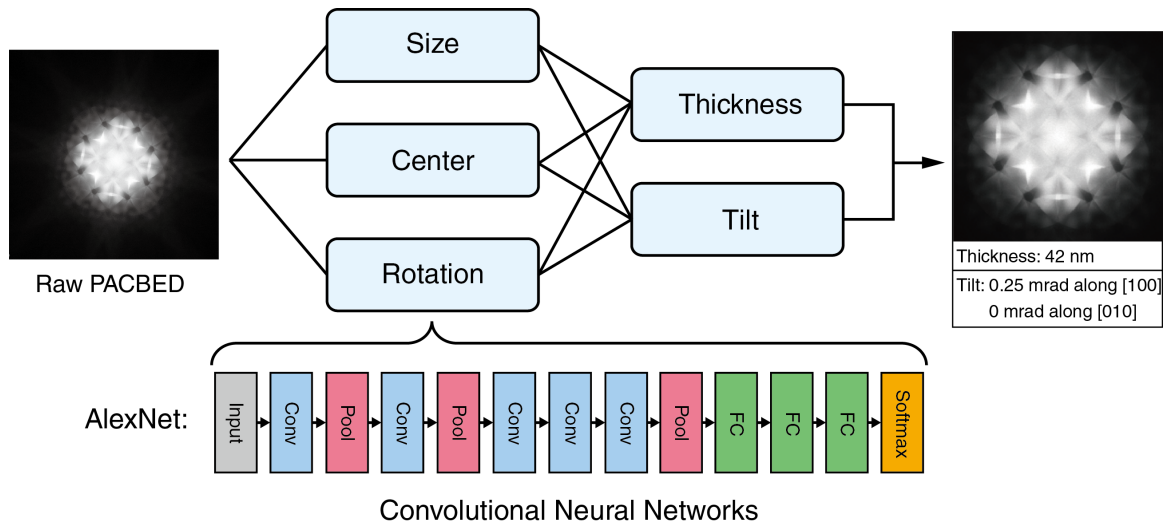 Size
Center
Rotation
Raw PACBED
Thickness
Tilt
Thickness: 42 nm
Tilt: 0.25 mrad along [100]
0 mrad along [010]
AlexNet:
Input
Conv
Pool
Conv
Pool
Conv
Conv
Conv
Pool
FC
FC
FC
Softmax
Convolutional Neural Networks